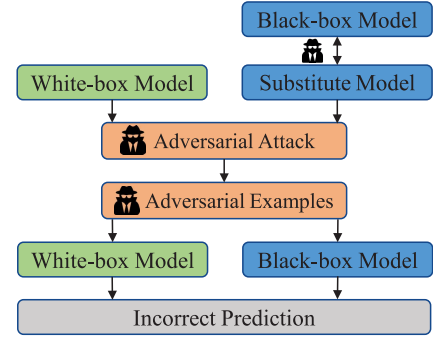 Black-box Model
White-box Model
Substitute Model
Adversarial Attack
Adversarial Examples
White-box Model
Black-box Model
Incorrect Prediction